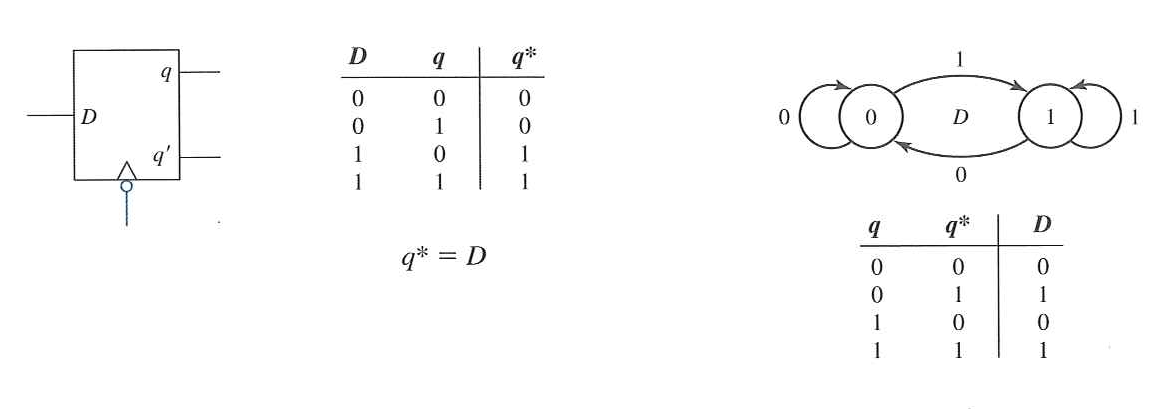 q
D
q'
D q q*
0 0 0
0 1 0
1 0 1
1 1 1
q* = D
1
0 0 D 1 1
0
q q* D
0 0 0
0 1 1
1 0 0
1 1 1